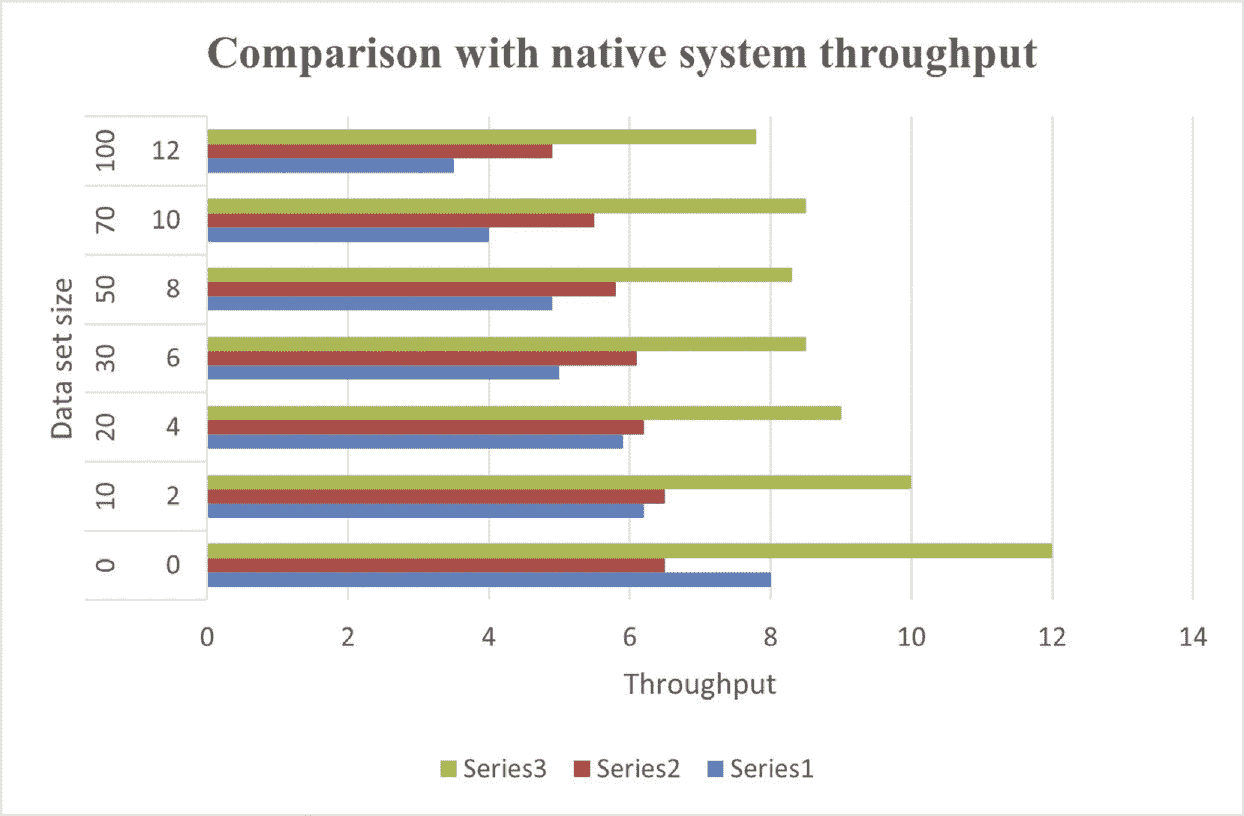 Comparison with native system throughput
100 12
70 10
50 8
30 6
20 4
10 2
0 0
Data set size
0 2 4 6 8 10 12 14
Throughput
Series3 Series2 Series1